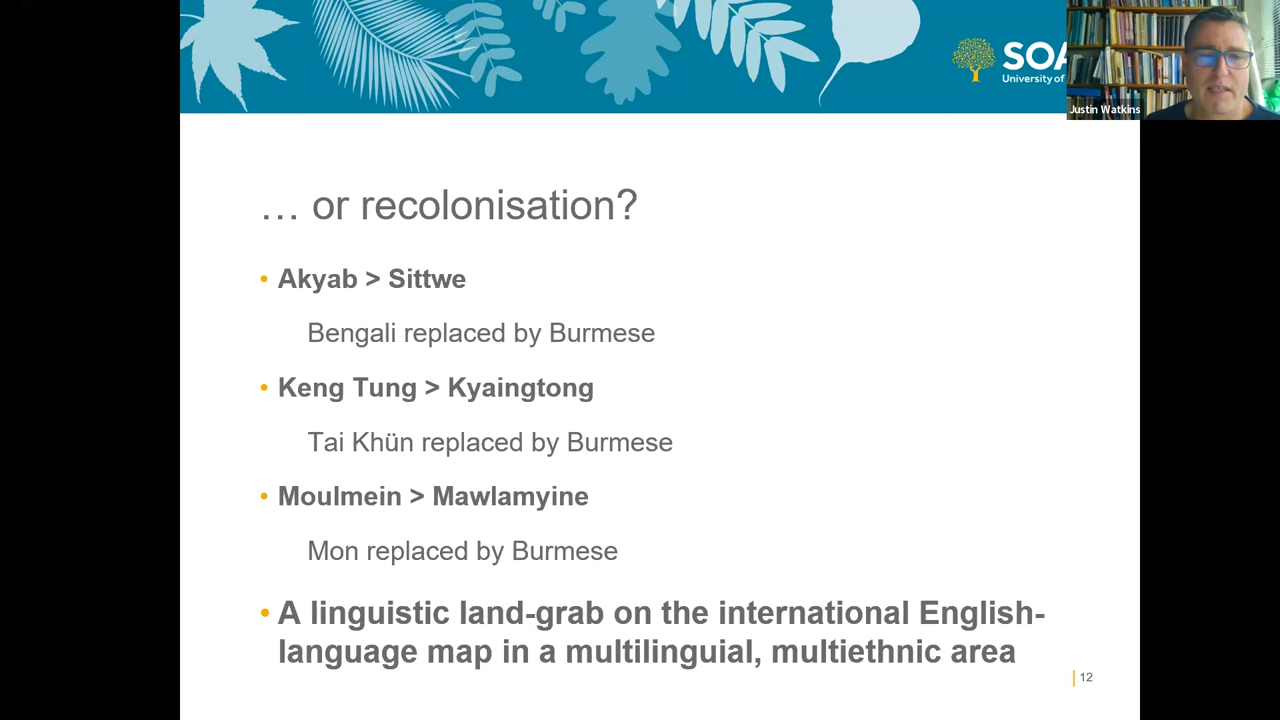 SOA
University of
Justin Watkins
… or recolonisation?
• Akyab > Sittwe
Bengali replaced by Burmese
• Keng Tung > Kyaingtong
Tai Khün replaced by Burmese
• Moulmein > Mawlamyine
Mon replaced by Burmese
• A linguistic land-grab on the international English-
language map in a multilinguial, multiethnic area
12